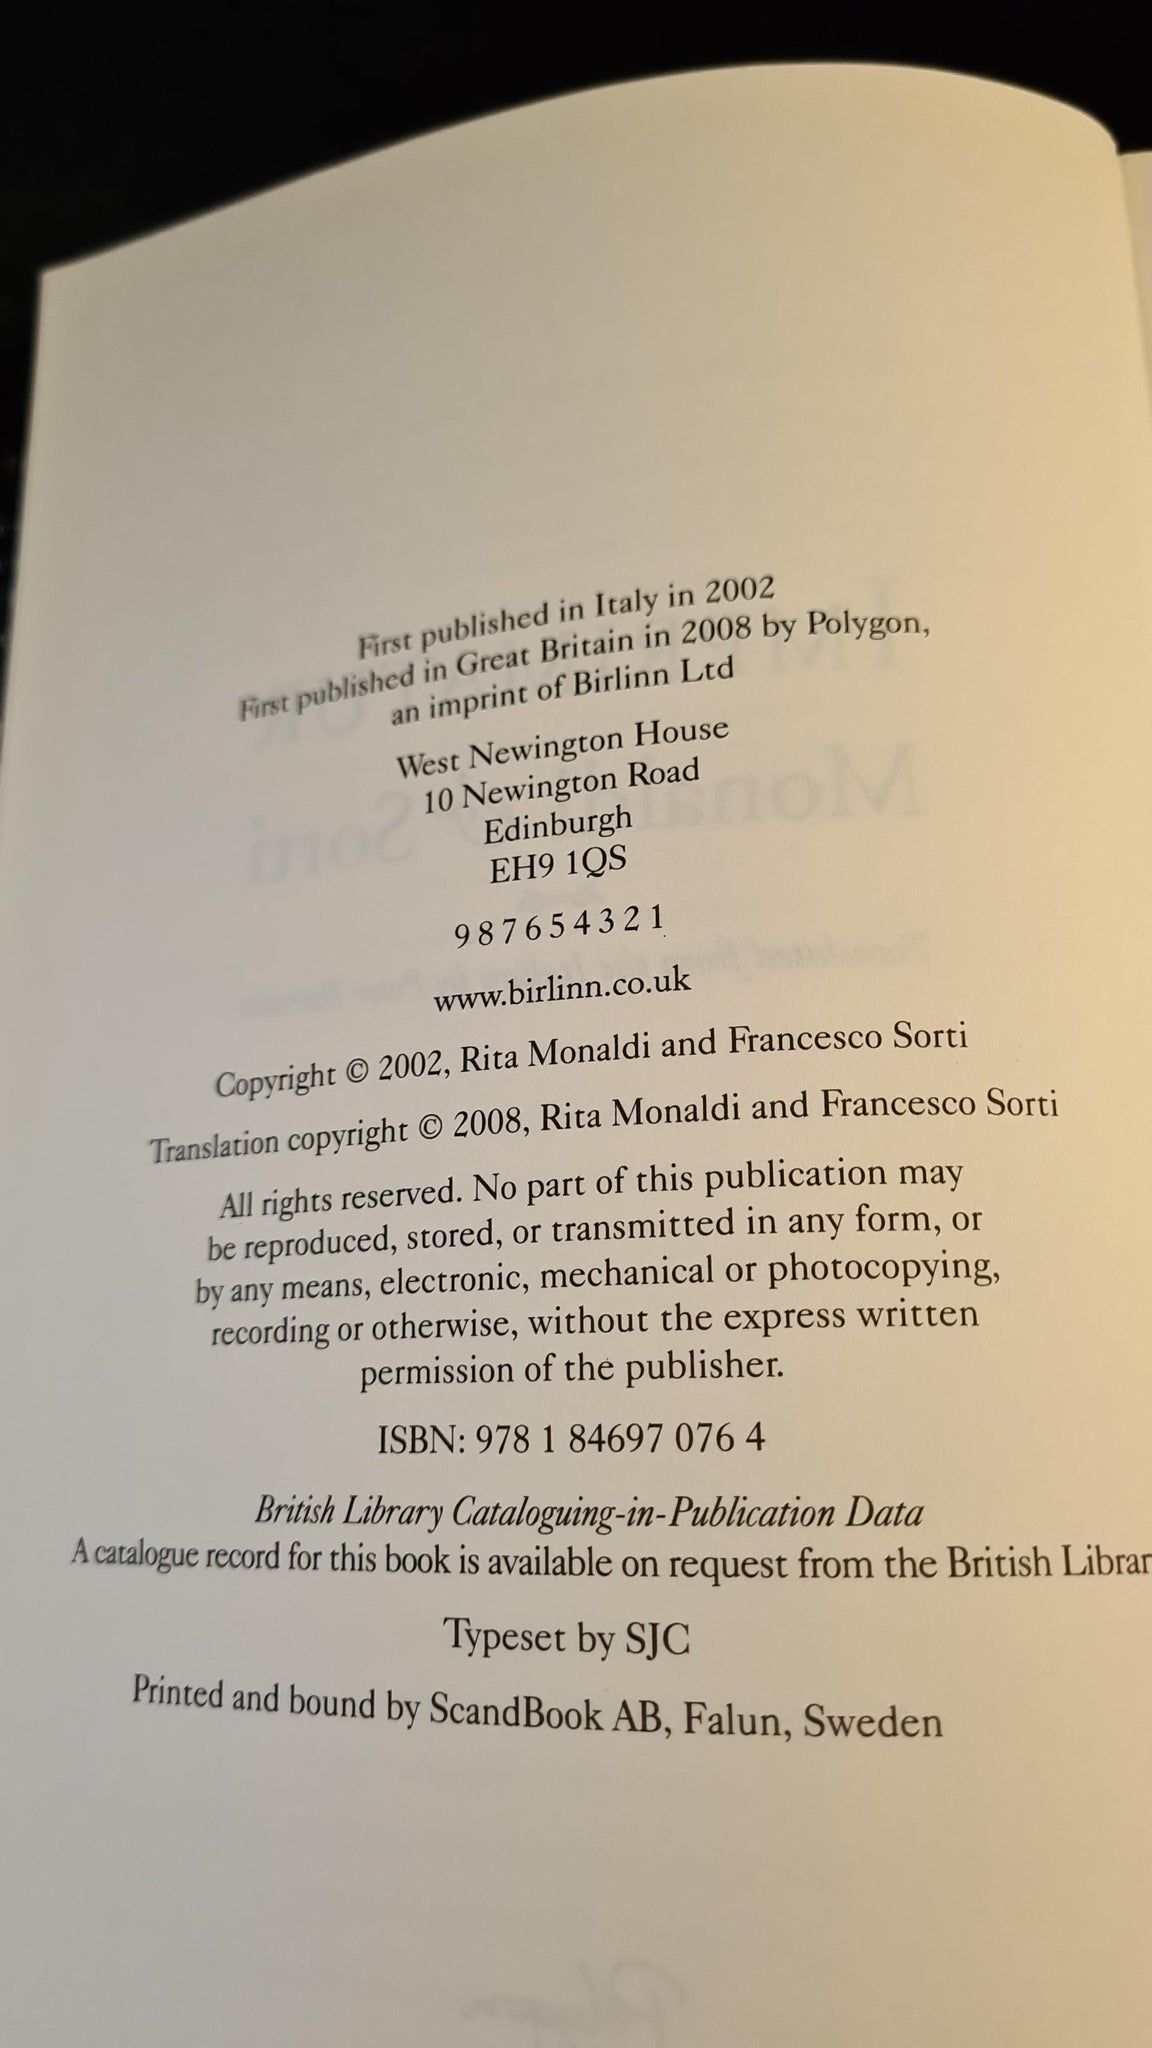 First published in Italy in 2002
First published in Great Britain in 2008 by Polygon,
an imprint of Birlinn Ltd
West Newington House
10 Newington Road
Edinburgh
EH9 1QS
9 8 7 6 5 4 3 2 1
www.birlinn.co.uk
Copyright © 2002, Rita Monaldi and Francesco Sorti
Translation copyright © 2008, Rita Monaldi and Francesco Sorti
All rights reserved. No part of this publication may
be reproduced, stored, or transmitted in any form, or
by any means, electronic, mechanical or photocopying,
recording or otherwise, without the express written
permission of the publisher.
ISBN: 978 1 84697 076 4
British Library Cataloguing-in-Publication Data
A catalogue record for this book is available on request from the British Librar
Typeset by SJC
Printed and bound by ScandBook AB, Falun, Sweden